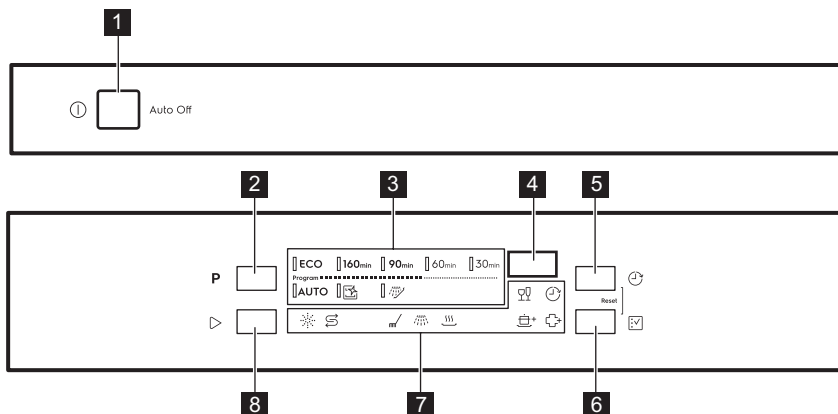 1
Auto Off
2 3 4 5
P
ECO 160min 90min 60min 30min
Program
AUTO
Reset
8 7 6